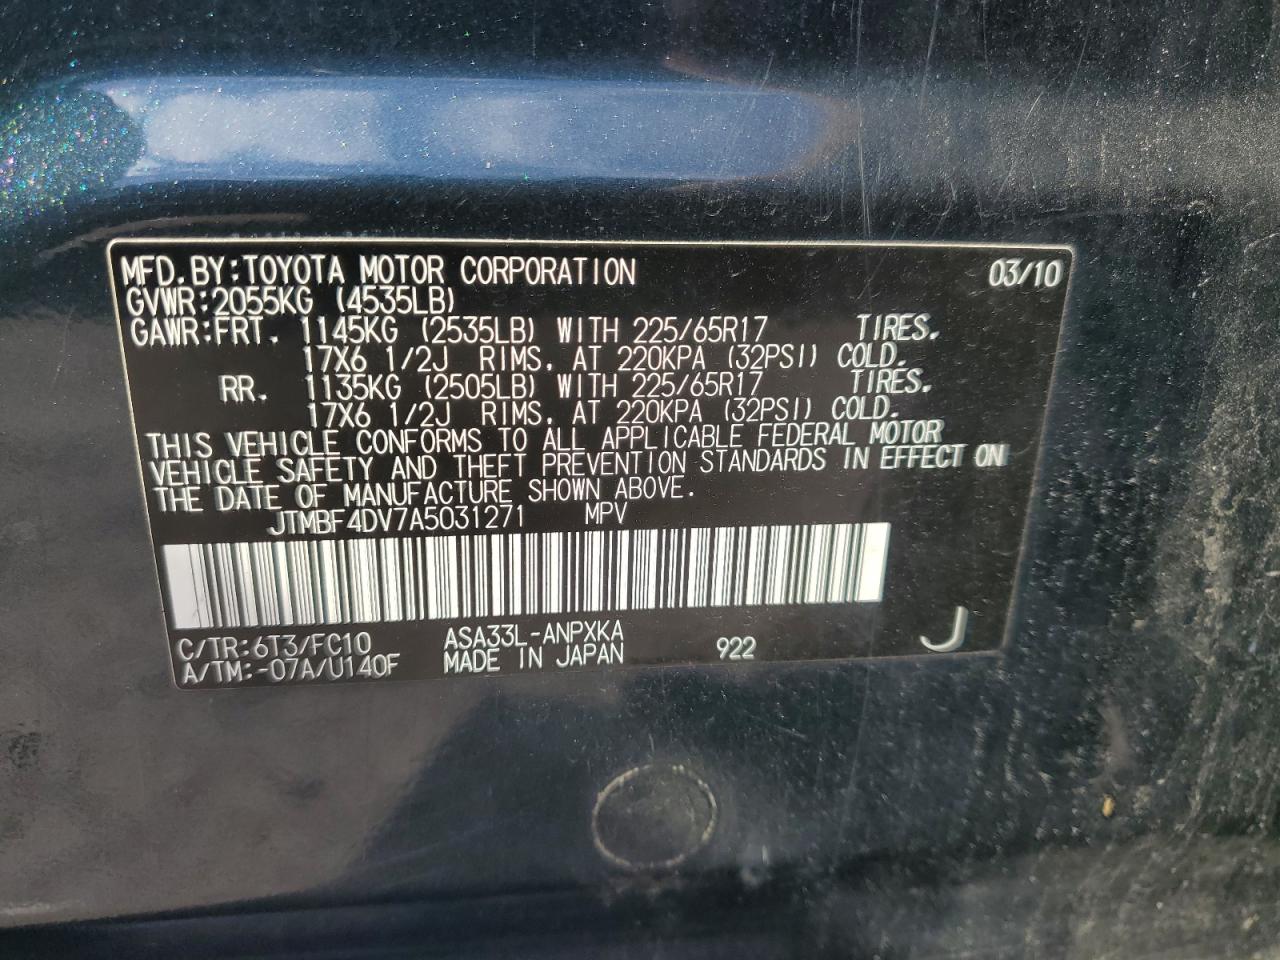 MFD.BY:TOYOTA MOTOR CORPORATION 03/10
GVWR:2055KG (4535LB)
GAWR:FRT. 1145KG (2535LB) WITH 225/65R17 TIRES.
17X6 1/2J RIMS, AT 220KPA (32PSI) COLD.
RR. 1135KG (2505LB) WITH 225/65R17 TIRES.
17X6 1/2J RIMS, AT 220KPA (32PSI) COLD.
THIS VEHICLE CONFORMS TO ALL APPLICABLE FEDERAL MOTOR
VEHICLE SAFETY AND THEFT PREVENTION STANDARDS IN EFFECT ON
THE DATE OF MANUFACTURE SHOWN ABOVE.
JTMBF4DV7A5031271 MPV
C/TR:6T3/FC10 ASA33L-ANPXKA 922 J
A/TM:-07A/U140F MADE IN JAPAN